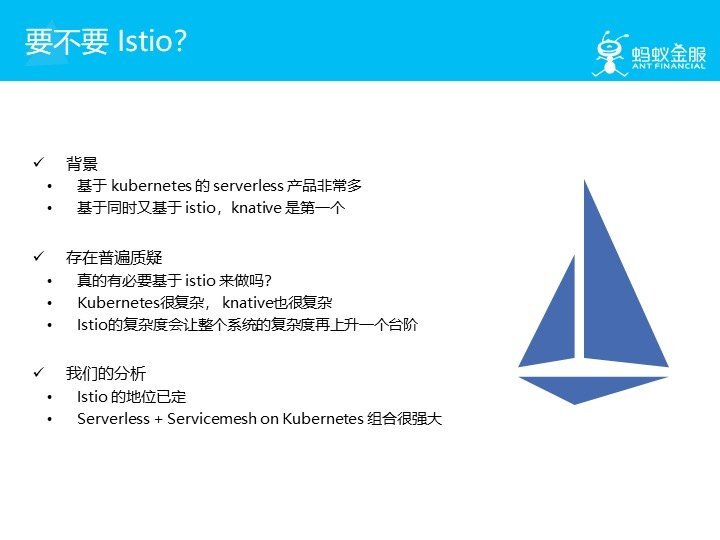 要不要 Istio?
蚂蚁金服
ANT FINANCIAL
✓ 背景
• 基于 kubernetes 的 serverless 产品非常多
• 基于同时又基于 istio，knative 是第一个
✓ 存在普遍质疑
• 真的有必要基于 istio 来做吗?
• Kubernetes很复杂， knative也很复杂
• Istio的复杂度会让整个系统的复杂度再上升一个台阶
✓ 我们的分析
• Istio 的地位已定
• Serverless + Servicemesh on Kubernetes 组合很强大